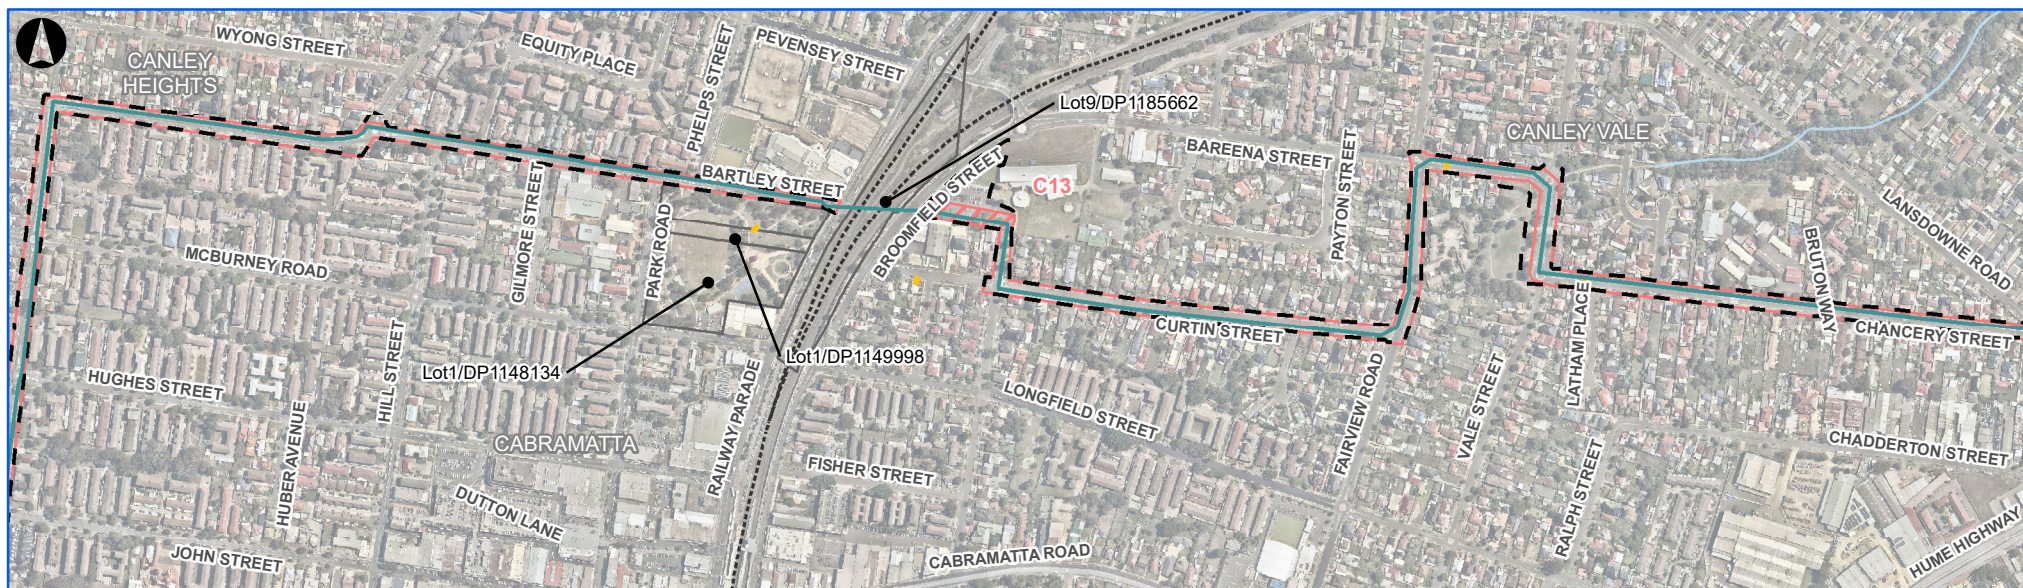 WYONG STREET
EQUITY PLACE
PHELPS STREET
PEVENSEY STREET
CANLEY
HEIGHTS
Lot9/DP1185662
CANLEY VALE
BAREENA STREET
PAYTON STREET
C13
BARTLEY STREET
BROOMFIELD STREET
GILMORE STREET
PARK ROAD
LANSDOWNE ROAD
BRUTON WAY
MCBURNEY ROAD
LATHAM PLACE
CURTIN STREET
CHANCERY STREET
Lot1/DP1149998
Lot1/DP1148134
HUGHES STREET
HILL STREET
HUBER AVENUE
RAILWAY PARADE
LONGFIELD STREET
FAIRVIEW ROAD
VALE STREET
CABRAMATTA
CHADDERTON STREET
FISHER STREET
RALPH STREET
DUTTON LANE
JOHN STREET
CABRAMATTA ROAD
HUME HIGHWAY